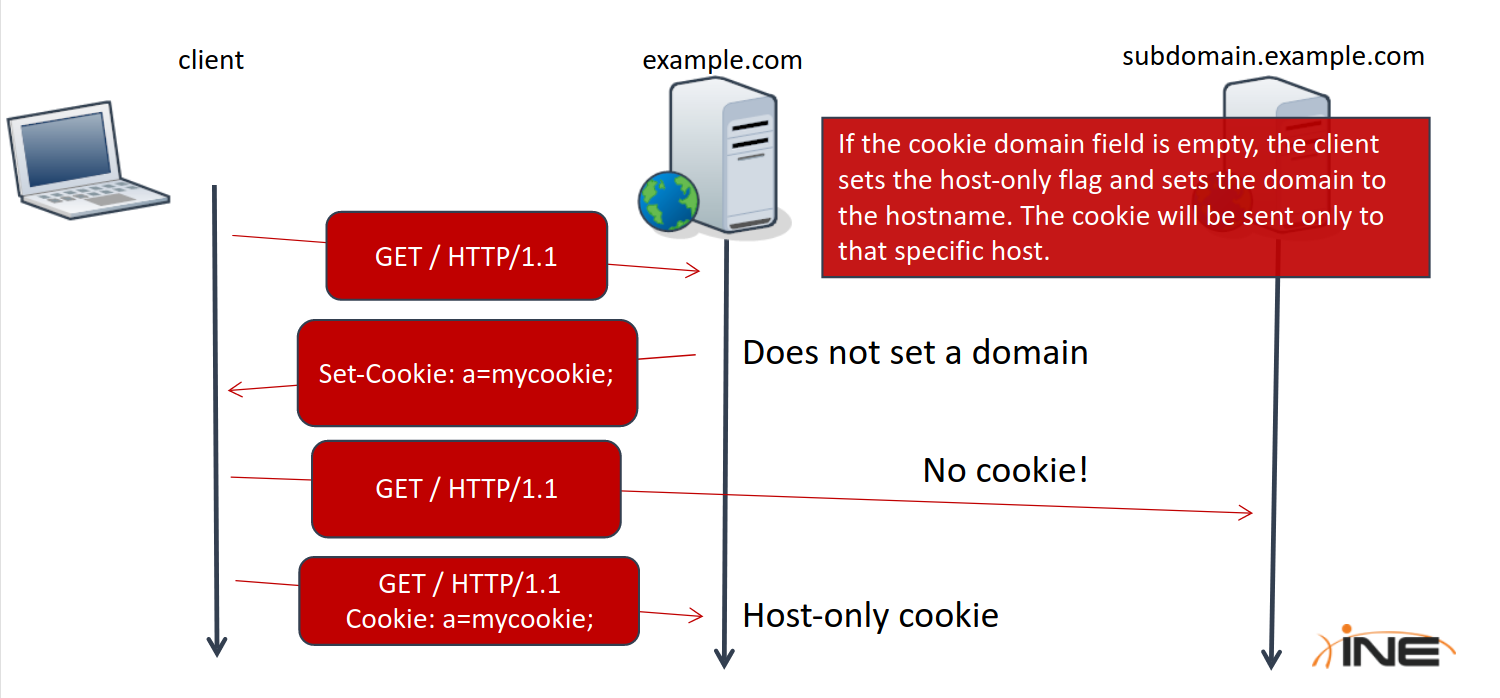 client
example.com
subdomain.example.com
If the cookie domain field is empty, the client
sets the host-only flag and sets the domain to
the hostname. The cookie will be sent only to
that specific host.
GET / HTTP/1.1
Set-Cookie: a=mycookie;
Does not set a domain
GET / HTTP/1.1
No cookie!
GET / HTTP/1.1
Cookie: a=mycookie;
Host-only cookie
iNE